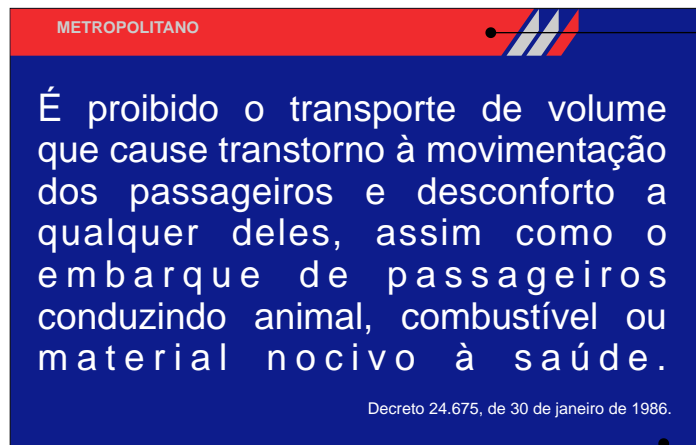 METROPOLITANO
É proibido o transporte de volume
que cause transtorno à movimentação
dos passageiros e desconforto a
qualquer deles, assim como o
embarque de passageiros
conduzindo animal, combustível ou
material nocivo à saúde.
Decreto 24.675, de 30 de janeiro de 1986.